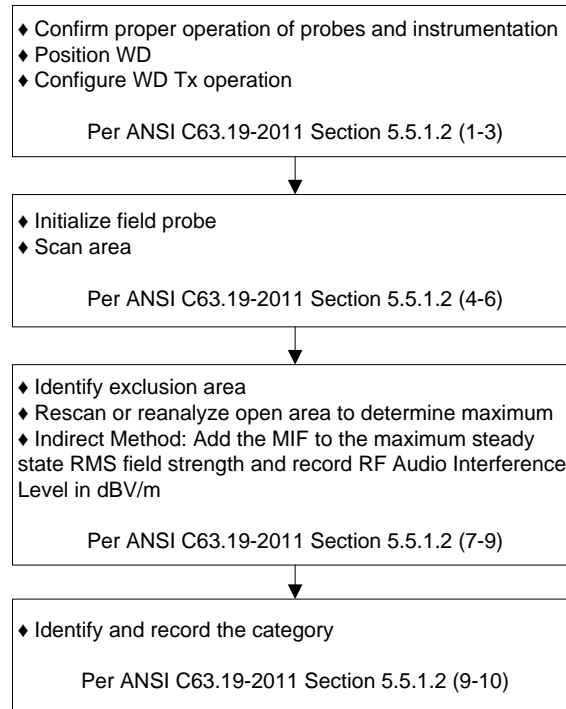 ♦ Confirm proper operation of probes and instrumentation
♦ Position WD
♦ Configure WD Tx operation
Per ANSI C63.19-2011 Section 5.5.1.2 (1-3)
♦ Initialize field probe
♦ Scan area
Per ANSI C63.19-2011 Section 5.5.1.2 (4-6)
♦ Identify exclusion area
♦ Rescan or reanalyze open area to determine maximum
♦ Indirect Method: Add the MIF to the maximum steady
state RMS field strength and record RF Audio Interference
Level in dBV/m
Per ANSI C63.19-2011 Section 5.5.1.2 (7-9)
♦ Identify and record the category
Per ANSI C63.19-2011 Section 5.5.1.2 (9-10)